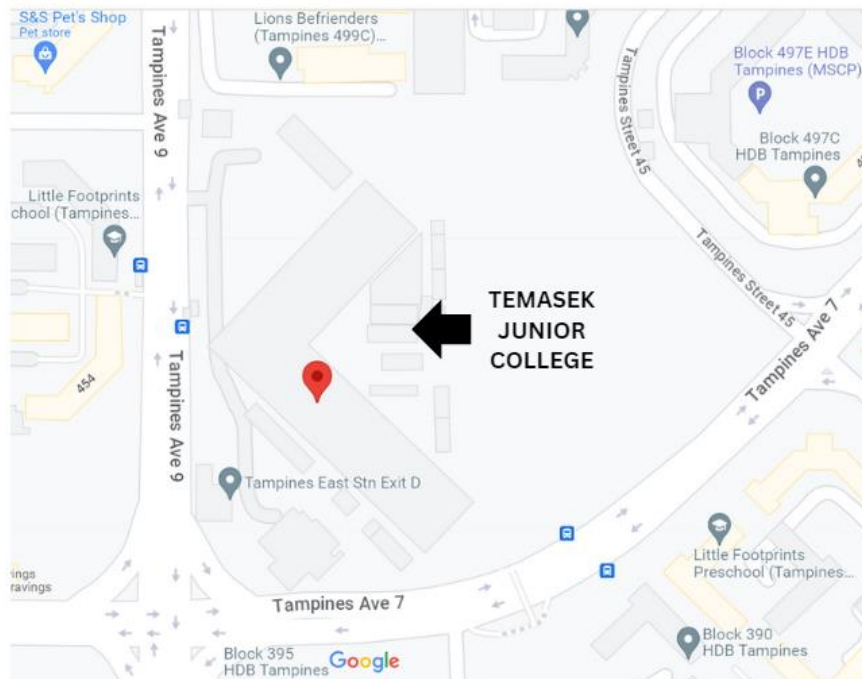 S&S Pet's Shop
Pet store
Tampines Ave 9
Lions Befrienders
(Tampines 499C)...
Tampines Street 45
Block 497E HDB
Tampines (MSCP)
P
Block 497C
HDB Tampines
Little Footprints
chool (Tampines...
Tampines Street 45
TEMASEK
JUNIOR
COLLEGE
Tampines Ave 7
454
Tampines Ave 9
Tampines East Stn Exit D
Little Footprints
Preschool (Tampines...
ings
ravings
Tampines Ave 7
Block 395
HDB Tampines
Google
Block 390
HDB Tampines